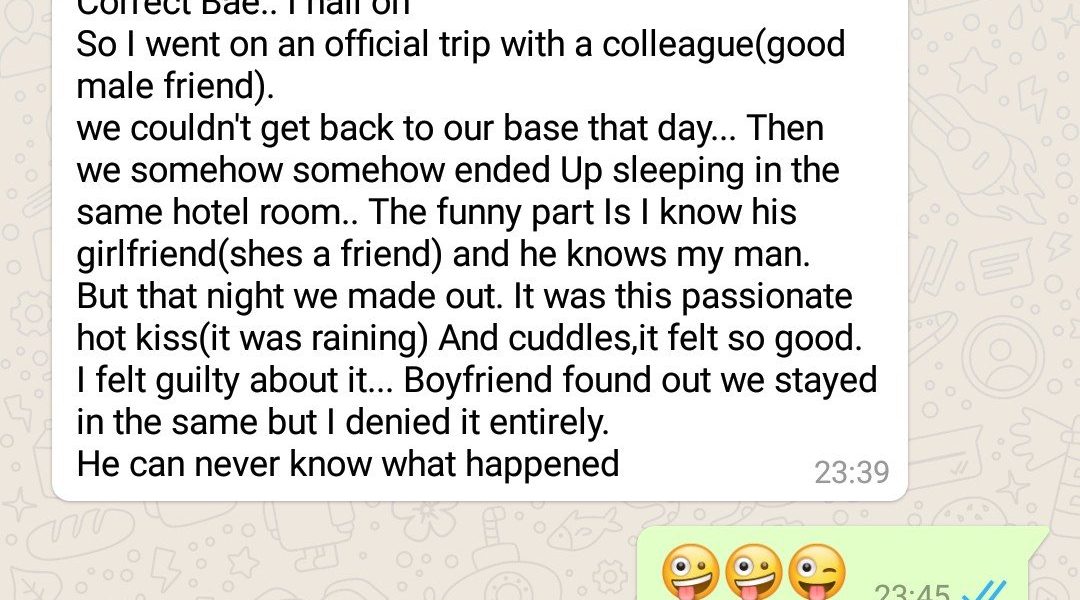 Correct Bae.. I hail oh
So I went on an official trip with a colleague(good
male friend).
we couldn't get back to our base that day... Then
we somehow somehow ended Up sleeping in the
same hotel room.. The funny part Is I know his
girlfriend(shes a friend) and he knows my man.
But that night we made out. It was this passionate
hot kiss(it was raining) And cuddles,it felt so good.
I felt guilty about it... Boyfriend found out we stayed
in the same but I denied it entirely.
He can never know what happened
23:39
🤪🤪😜
23:45